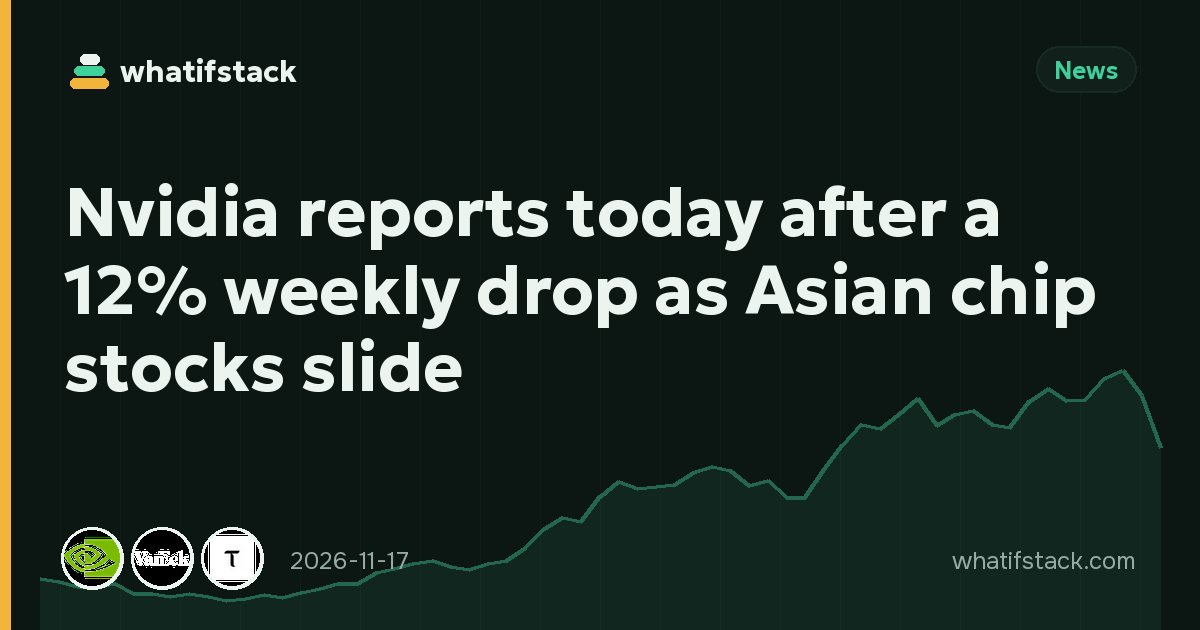 whatifstack
News
Nvidia reports today after a
12% weekly drop as Asian chip
stocks slide
VanEck
τ
2026-11-17
whatifstack.com